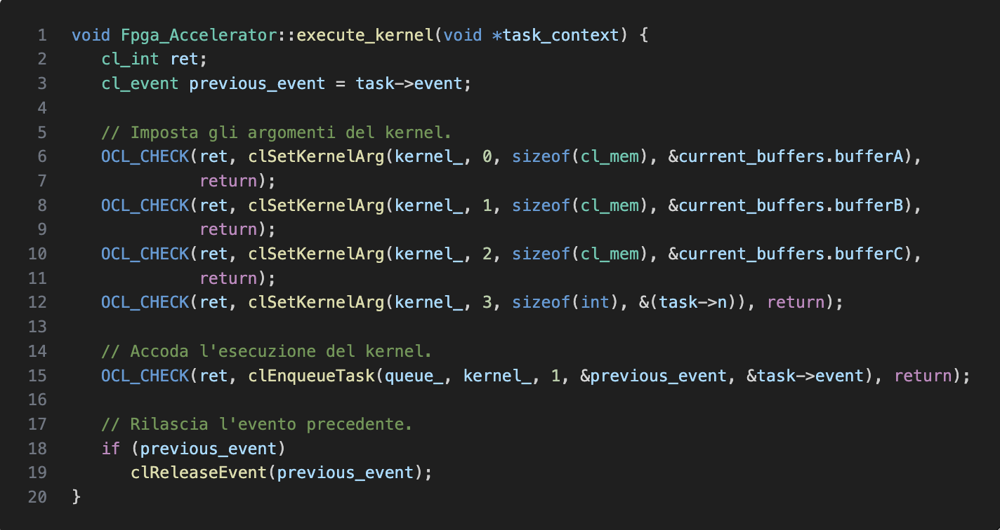 1 void Fpga_Accelerator::execute_kernel(void *task_context) {
2    cl_int ret;
3    cl_event previous_event = task->event;
4
5    // Imposta gli argomenti del kernel.
6    OCL_CHECK(ret, clSetKernelArg(kernel_, 0, sizeof(cl_mem), &current_buffers.bufferA),
7              return);
8    OCL_CHECK(ret, clSetKernelArg(kernel_, 1, sizeof(cl_mem), &current_buffers.bufferB),
9              return);
10    OCL_CHECK(ret, clSetKernelArg(kernel_, 2, sizeof(cl_mem), &current_buffers.bufferC),
11              return);
12    OCL_CHECK(ret, clSetKernelArg(kernel_, 3, sizeof(int), &(task->n)), return);
13
14    // Accoda l'esecuzione del kernel.
15    OCL_CHECK(ret, clEnqueueTask(queue_, kernel_, 1, &previous_event, &task->event), return);
16
17    // Rilascia l'evento precedente.
18    if (previous_event)
19       clReleaseEvent(previous_event);
20 }